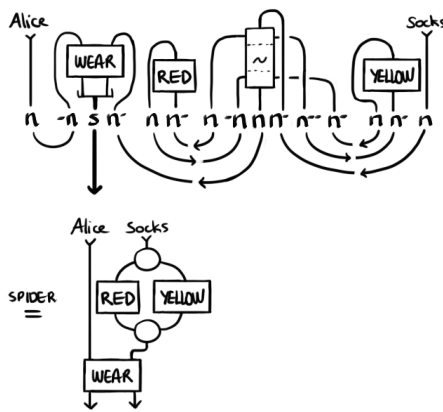 Alice Socks
WEAR RED ~ YELLOW
n -n s n- n n- n- -n n n- n-- n- n n- n
Alice Socks
SPIDER
=
RED YELLOW
WEAR